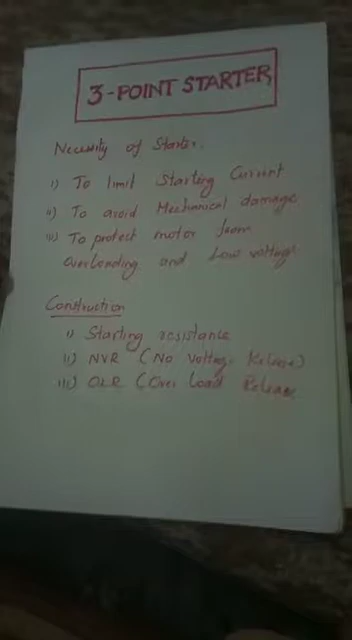 3-POINT STARTER
Necessity of Starter.
i) To limit Starting Current
ii) To avoid Mechanical damage
iii) To protect motor from
overloading and Low voltage
Construction
i) Starting resistance
ii) NVR (No Voltage Release)
iii) OLR (Over Load Release